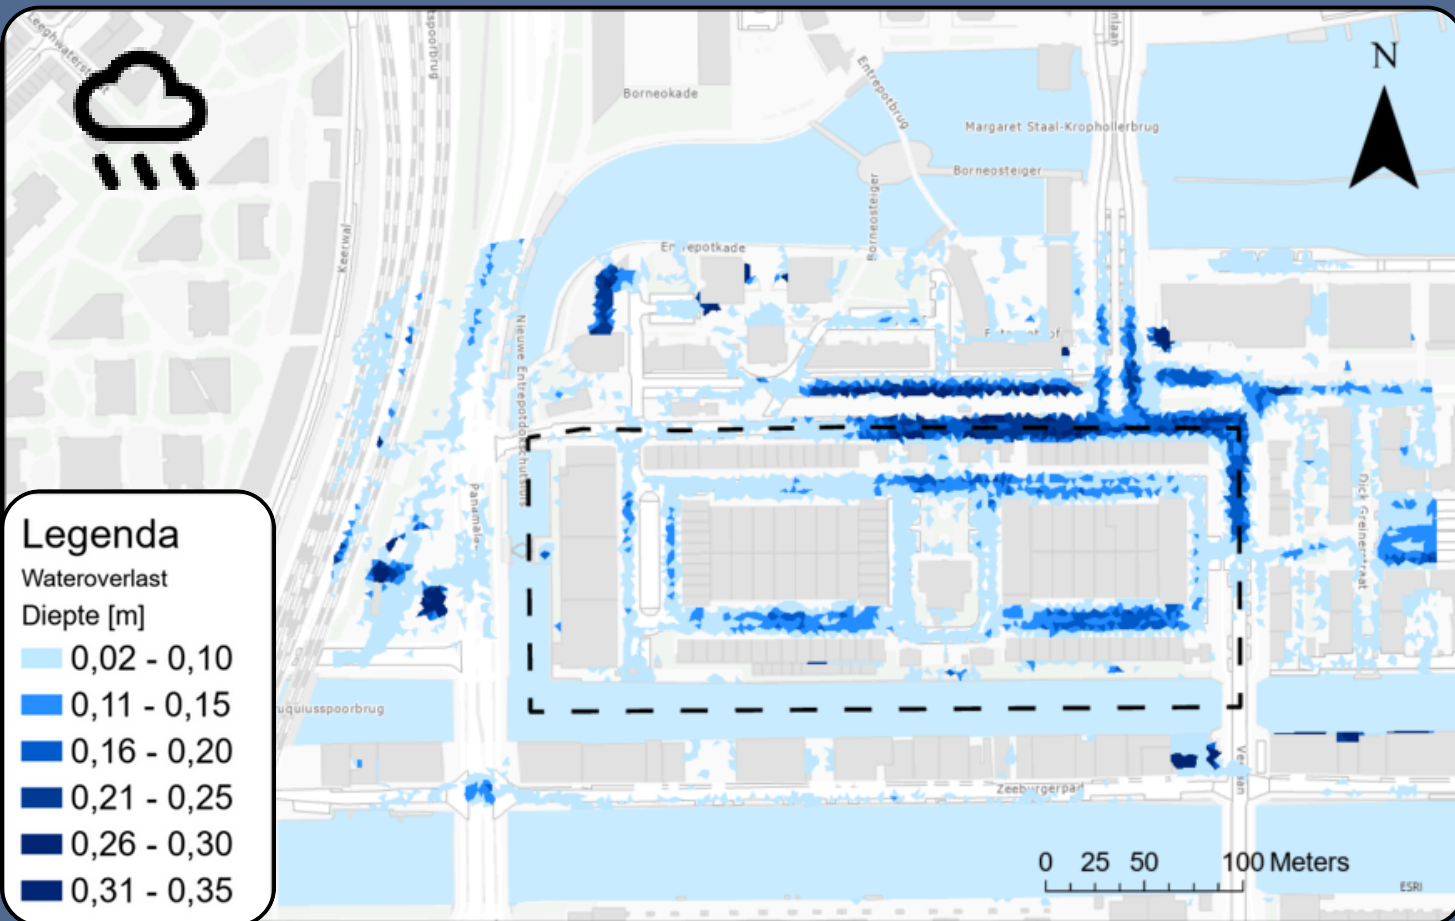 Borneokade
Entrepotbrug
N
Margaret Staal-Kropholler­brug
Borneosteiger
Borneosteiger
Keerwal
Dick Greinerstraat
Legenda
Wateroverlast
Diepte [m]
0,02 - 0,10
0,11 - 0,15
0,16 - 0,20
0,21 - 0,25
0,26 - 0,30
0,31 - 0,35
uquiusspoorbrug
Zeeburgerpad
0 25 50 100 Meters
ESRI